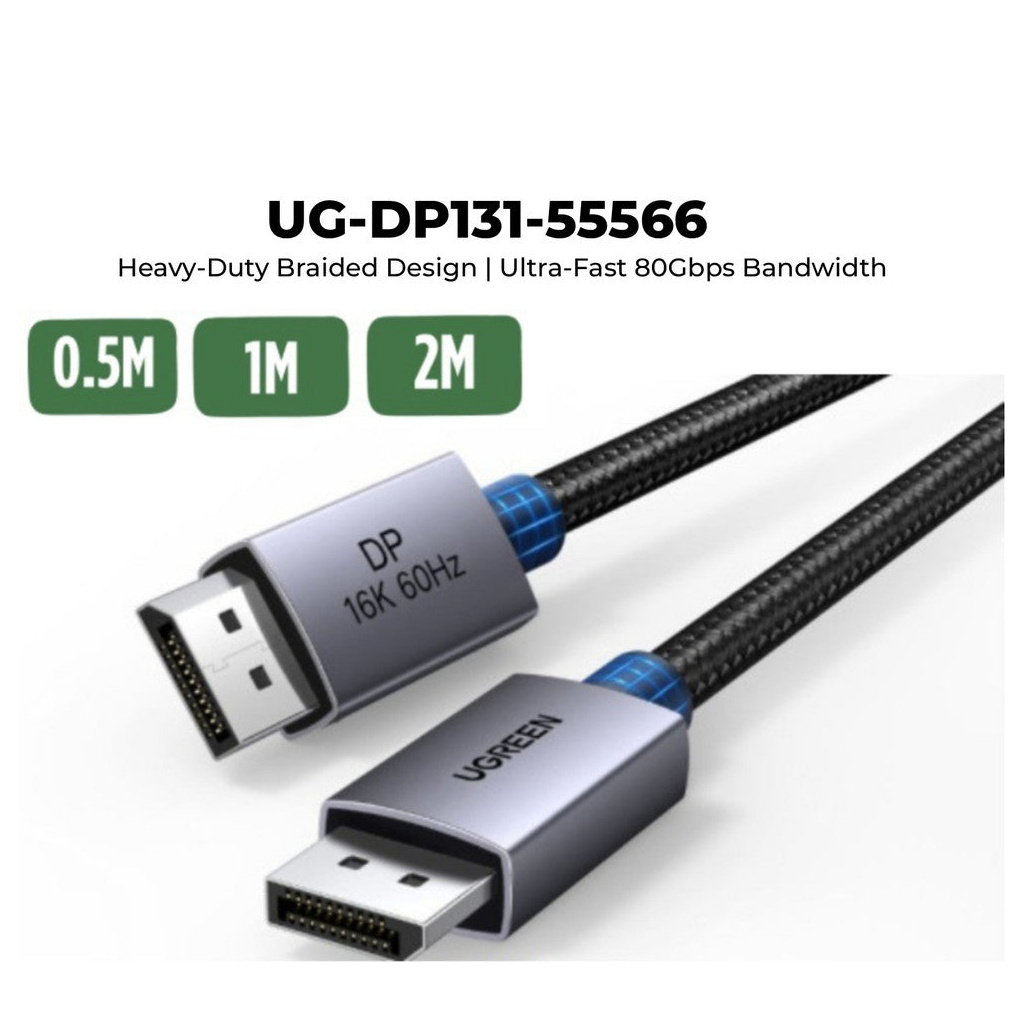 UG-DP131-55566
Heavy-Duty Braided Design | Ultra-Fast 80Gbps Bandwidth
0.5M
1M
2M
DP
16K 60Hz
UGREEN